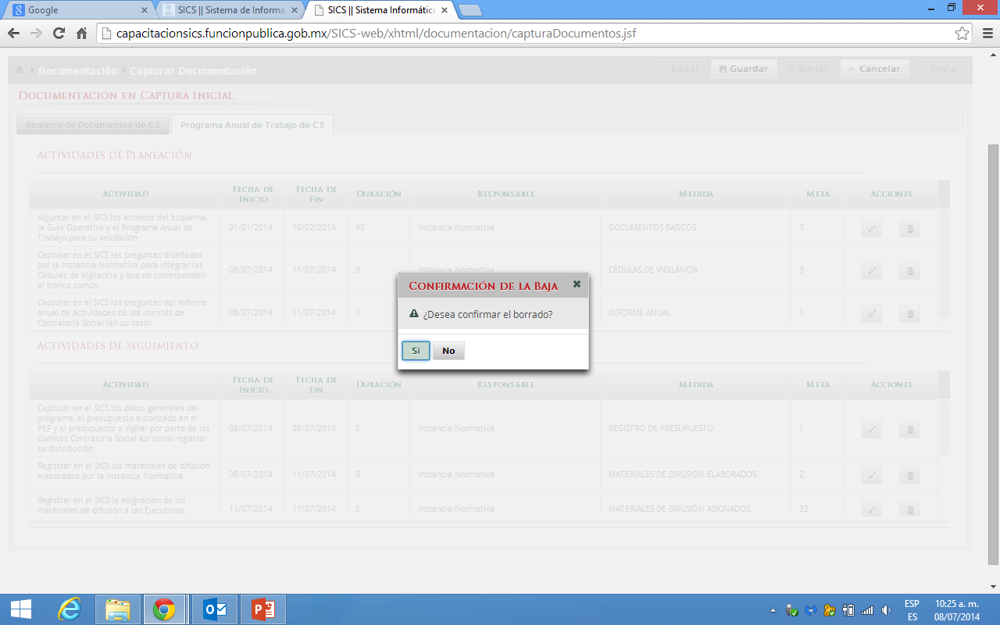 Google
SICS || Sistema de Informa
SICS || Sistema Informátic
capacitacionsics.funcionpublica.gob.mx/SICS-web/xhtml/documentacion/capturaDocumentos.jsf
Documentación Capturar Documentación
Editar Guardar Borrar Cancelar Enviar
Documentación en Captura Inicial
Registro de Documentos de CS Programa Anual de Trabajo de CS
Actividades de Planeación
Actividad Fecha de Inicio Fecha de Fin Duración Responsable Medida Meta Acciones
Adjuntar en el SICS los archivos del Esquema,
la Guía Operativa y el Programa Anual de
Trabajo para su validación
01/01/2014 10/02/2014 40 Instancia Normativa DOCUMENTOS BASICOS 3
Capturar en el SICS las preguntas diseñadas
por la Instancia Normativa para integrar las
Cédulas de Vigilancia y que no corresponden
al tronco común
08/07/2014 11/07/2014 3 Instancia Normativa CÉDULAS DE VIGILANCIA 3
Capturar en el SICS las preguntas del Informe
Anual de Actividades de los comités de
Contraloría Social (en su caso).
08/07/2014 11/07/2014 3 INFORME ANUAL 1
Confirmación de la Baja
¿Desea confirmar el borrado?
Si No
Actividades de Seguimiento
Actividad Fecha de Inicio Fecha de Fin Duración Responsable Medida Meta Acciones
Capturar en el SICS los datos generales del
programa, el presupuesto autorizado en el
PEF y el presupuesto a vigilar por parte de los
Comités Contraloría Social así como registrar
su distribución.
08/07/2014 08/07/2014 0 Instancia Normativa REGISTRO DE PRESUPUESTO 1
Registrar en el SICS los materiales de difusión
elaborados por la Instancia Normativa.
08/07/2014 11/07/2014 3 Instancia Normativa MATERIALES DE DIFUSIÓN ELABORADOS 2
Registrar en el SICS la asignación de los
materiales de difusión a las Ejecutoras.
11/07/2014 11/07/2014 0 Instancia Normativa MATERIALES DE DIFUSIÓN ASIGNADOS 32
ESP
ES
10:25 a. m.
08/07/2014